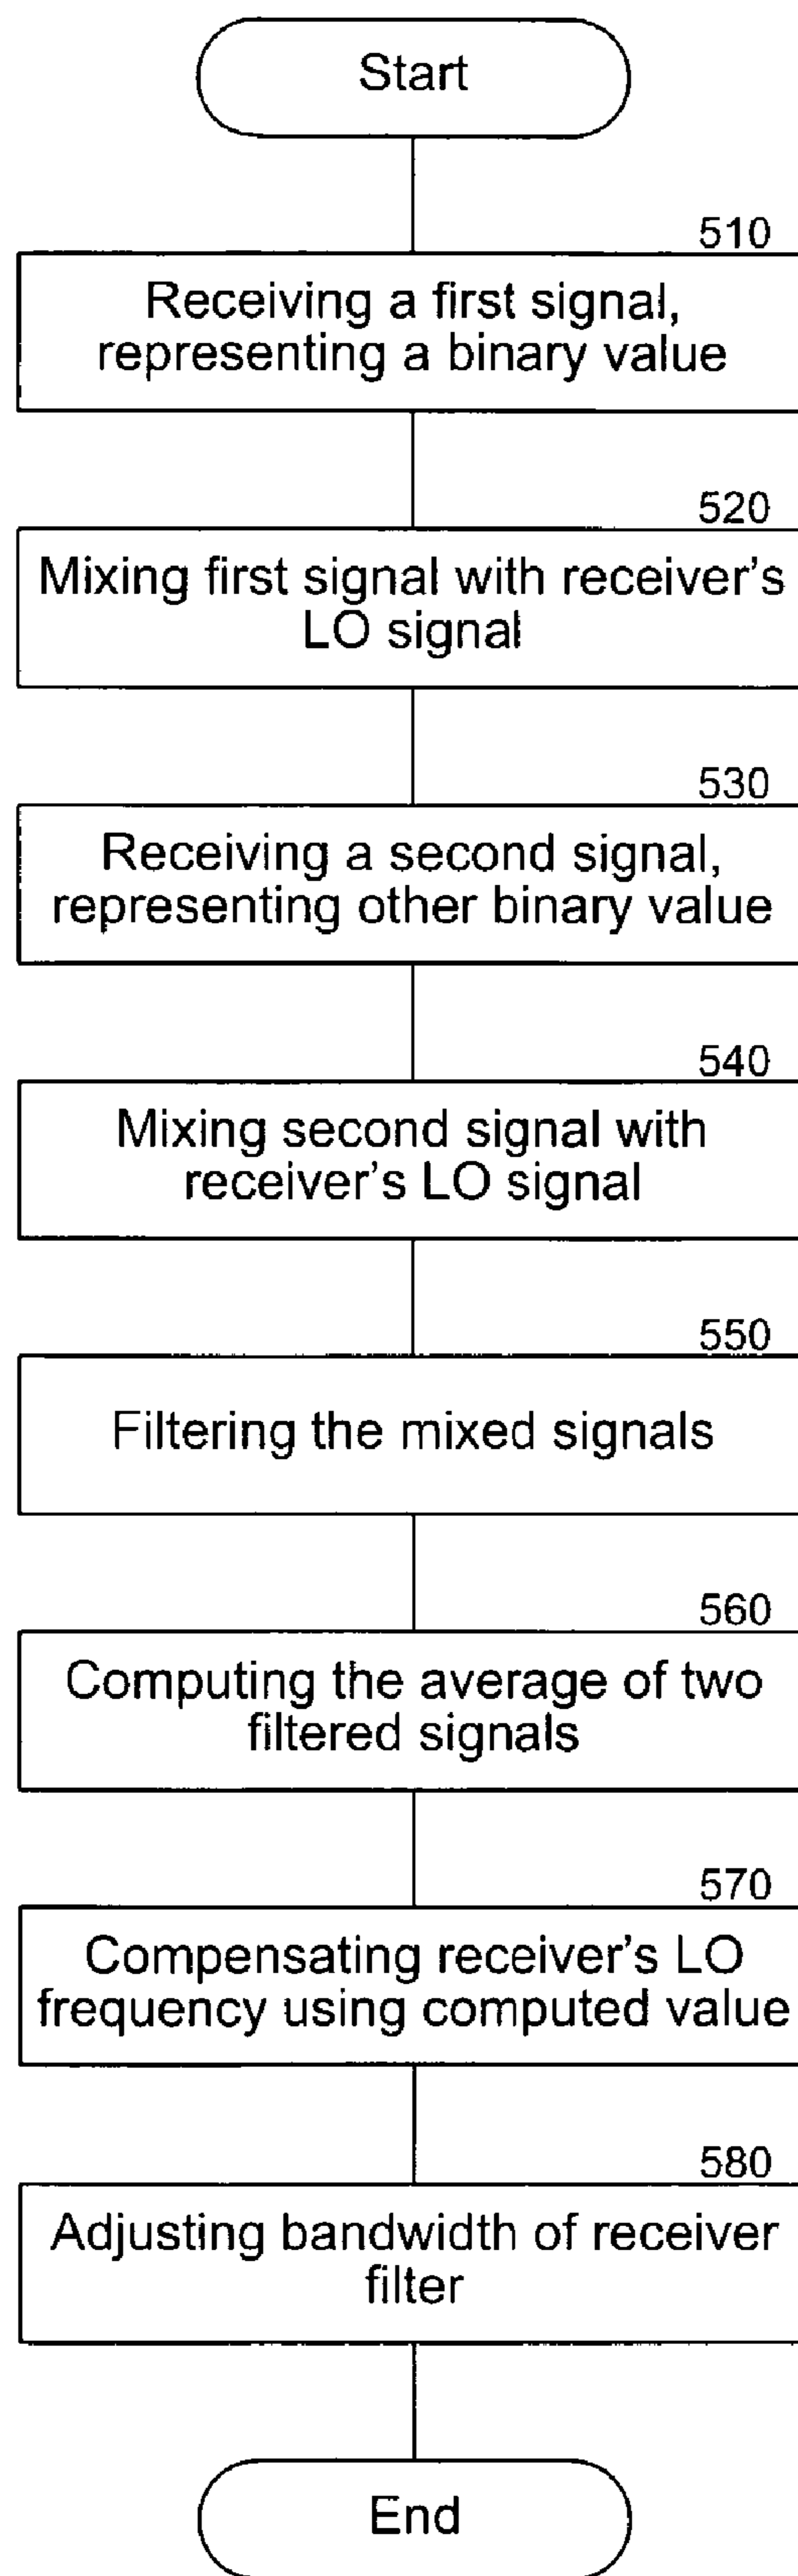 Start
510
Receiving a first signal,
representing a binary value
520
Mixing first signal with receiver's
LO signal
530
Receiving a second signal,
representing other binary value
540
Mixing second signal with
receiver's LO signal
550
Filtering the mixed signals
560
Computing the average of two
filtered signals
570
Compensating receiver's LO
frequency using computed value
580
Adjusting bandwidth of receiver
filter
End